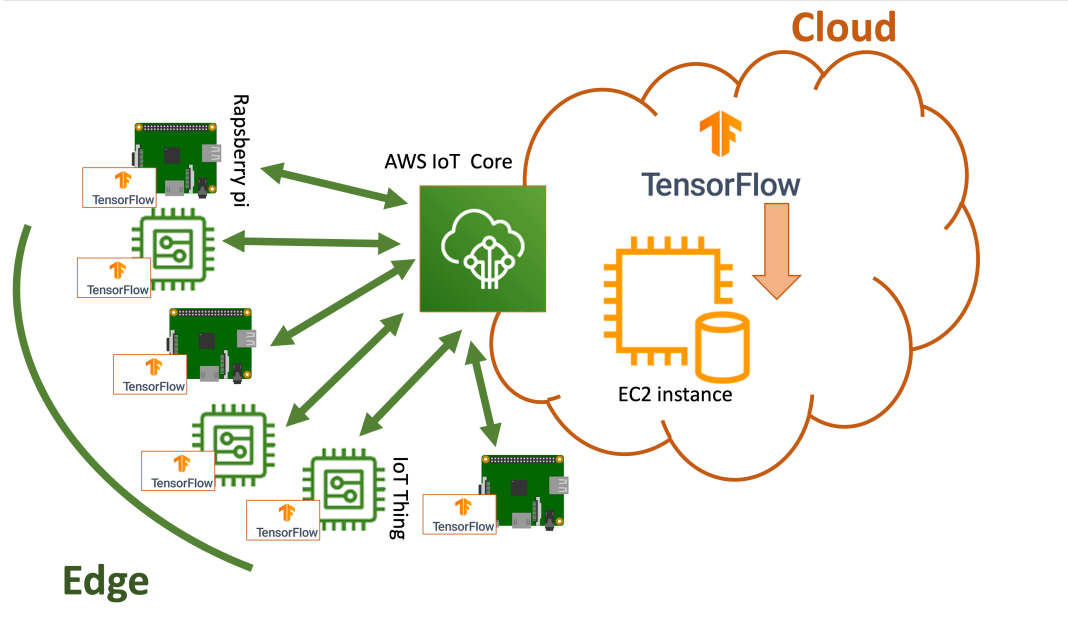 Cloud
Rapsberry pi
AWS IoT Core
TensorFlow
TensorFlow
TensorFlow
TensorFlow
EC2 instance
TensorFlow
IoT Thing
TensorFlow
TensorFlow
Edge